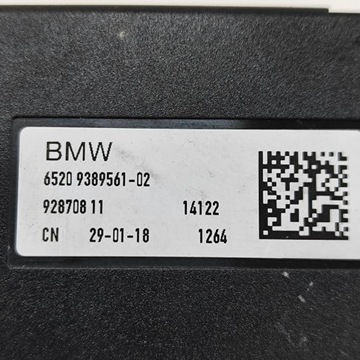 BMW
6520 9389561-02
928708 11 14122
CN 29-01-18 1264